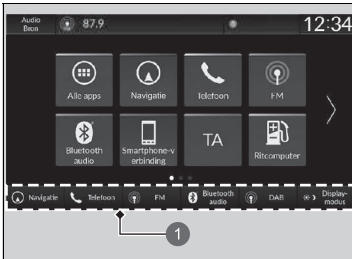 Audio
Bron
87.9
12:34
Alle apps
Navigatie
Telefoon
FM
Bluetooth
audio
Smartphone-v
erbinding
TA
Ritcomputer
Navigatie
Telefoon
FM
Bluetooth
audio
DAB
Display-
modus
1